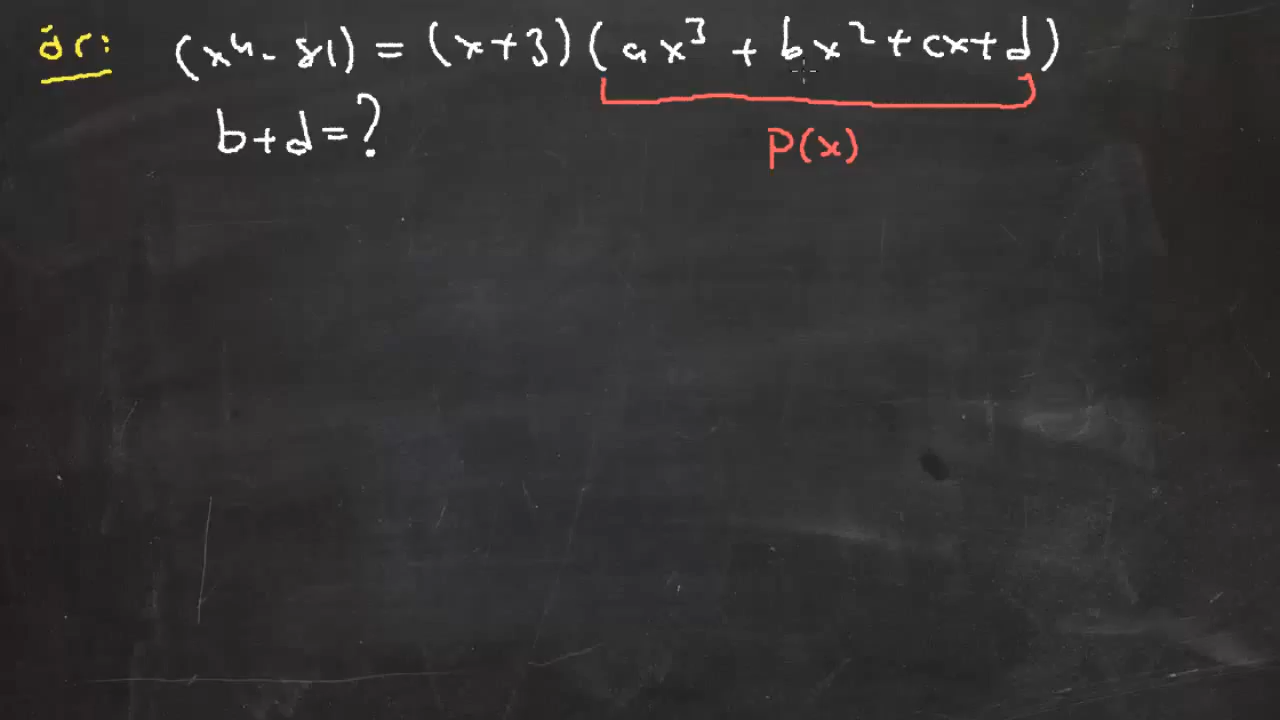 ör: (x⁴ - 81) = (x+3)(ax³ + bx² + cx + d)
b+d=?
P(x)